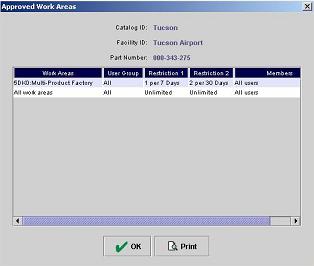 Approved Work Areas
Catalog ID: Tucson
Facility ID: Tucson Airport
Part Number: 000-343-275
Work Areas User Group Restriction 1 Restriction 2 Members
5DK0:Multi-Product Factory All 1 per 7 Days 2 per 30 Days All users
All work areas All Unlimited Unlimited All users
OK Print